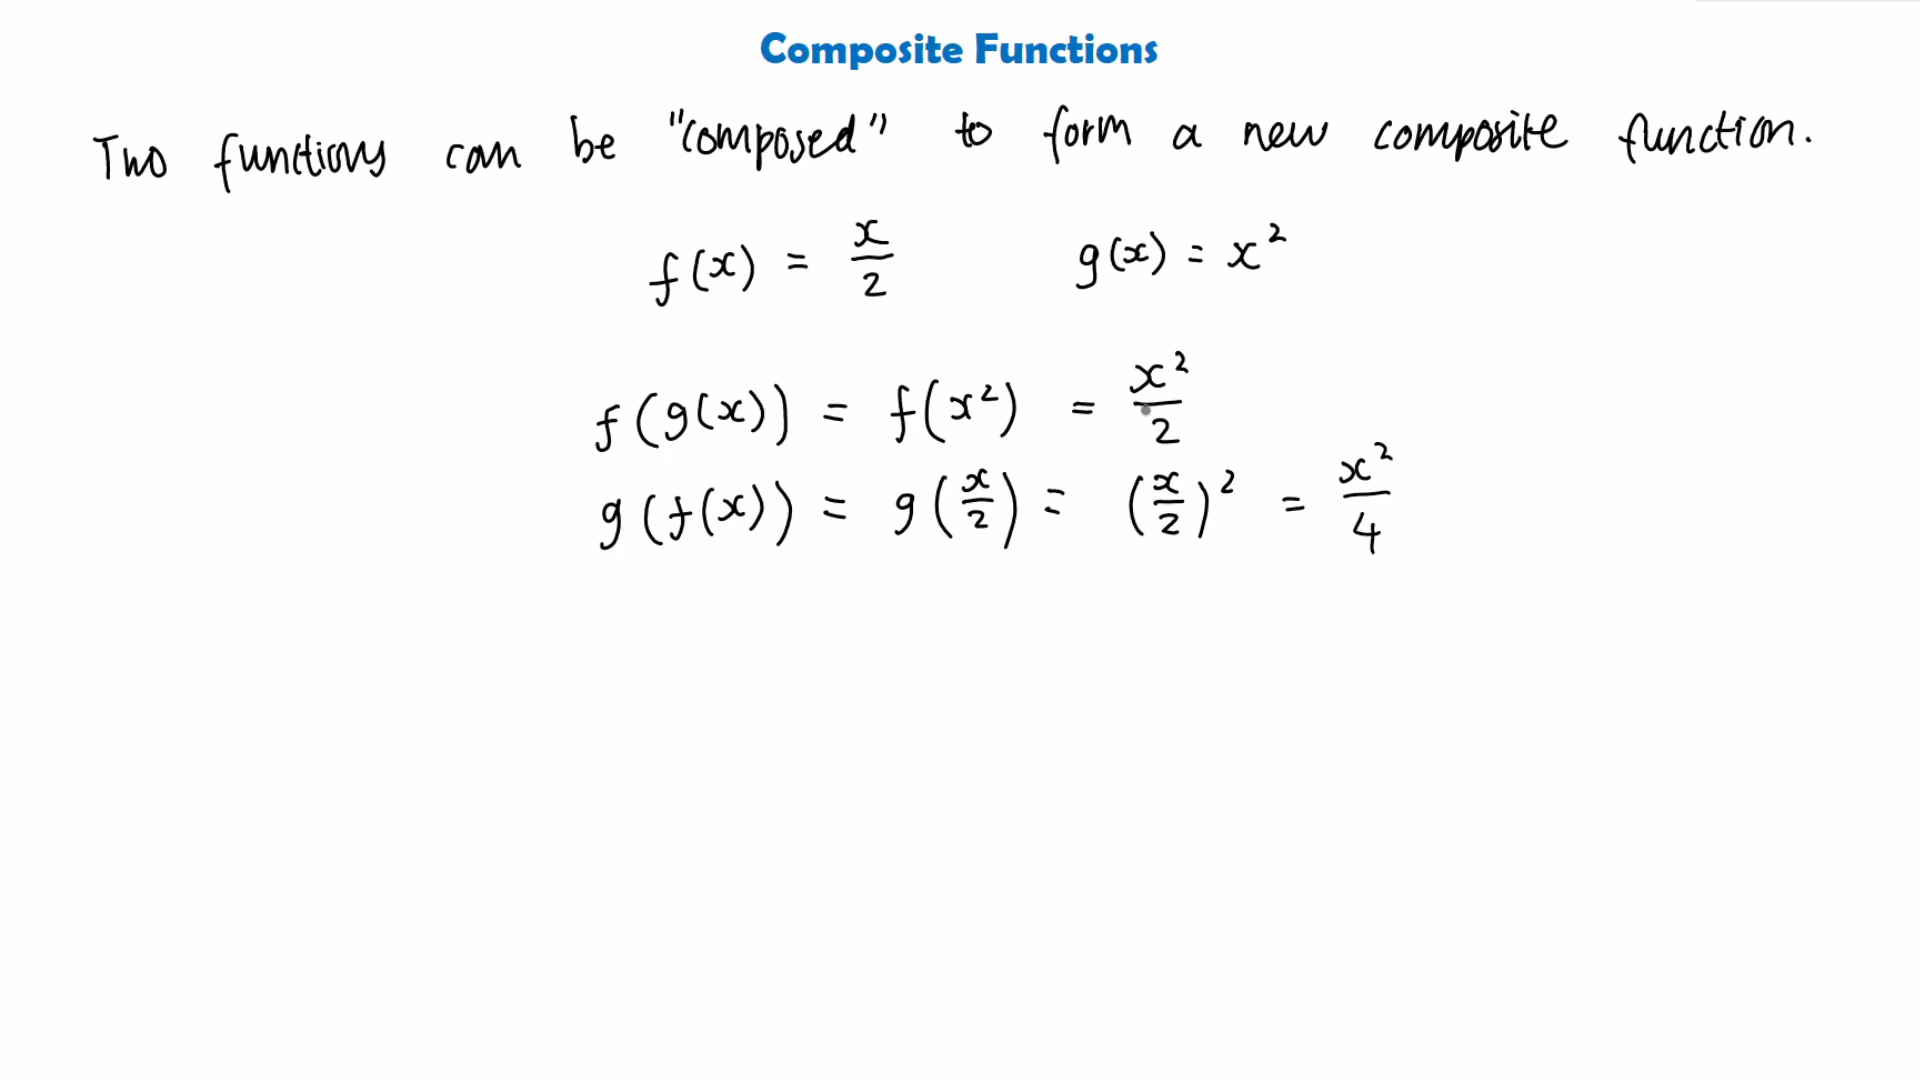 Composite Functions
Two functions can be "composed" to form a new composite function.
f(x) = x/2 g(x) = x²
f(g(x)) = f(x²) = x²/2
g(f(x)) = g(x/2) = (x/2)² = x²/4